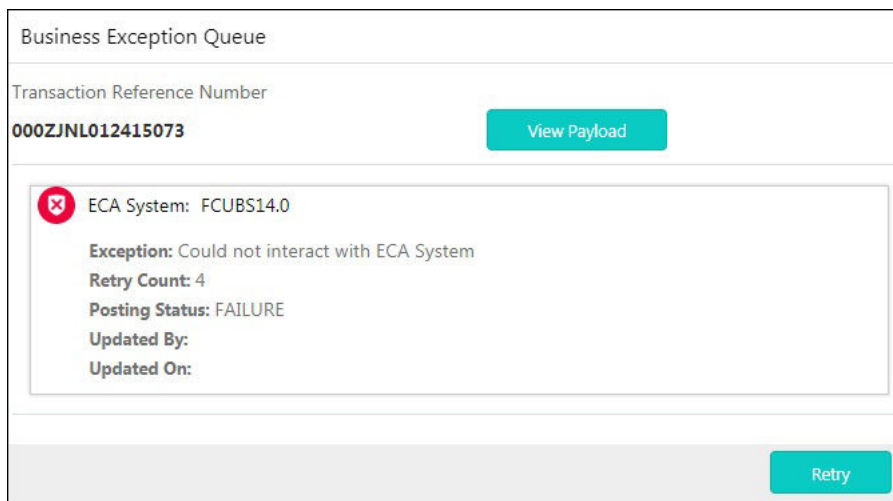 Business Exception Queue
Transaction Reference Number
000ZJNL012415073
View Payload
ECA System: FCUBS14.0
Exception: Could not interact with ECA System
Retry Count: 4
Posting Status: FAILURE
Updated By:
Updated On:
Retry